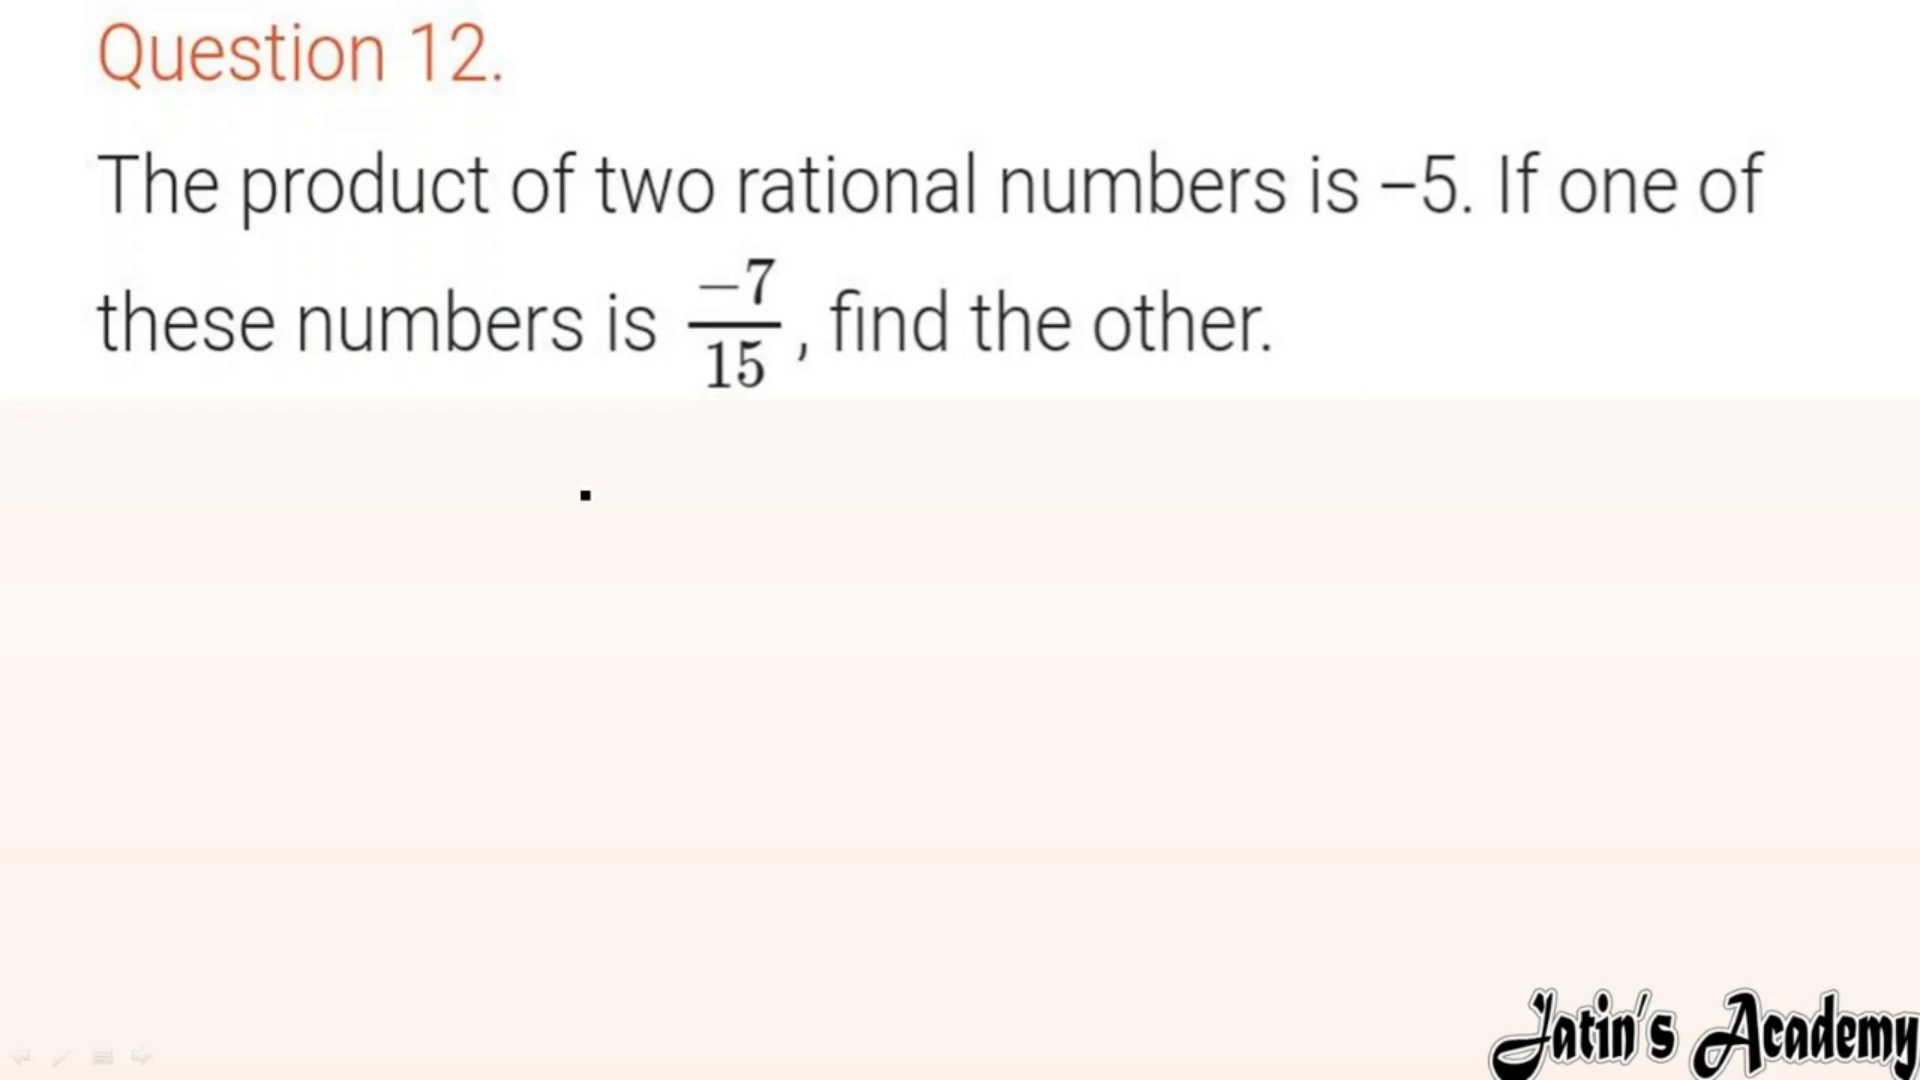 Question 12.
The product of two rational numbers is –5. If one of
these numbers is −7/15, find the other.
Jatin's Academy